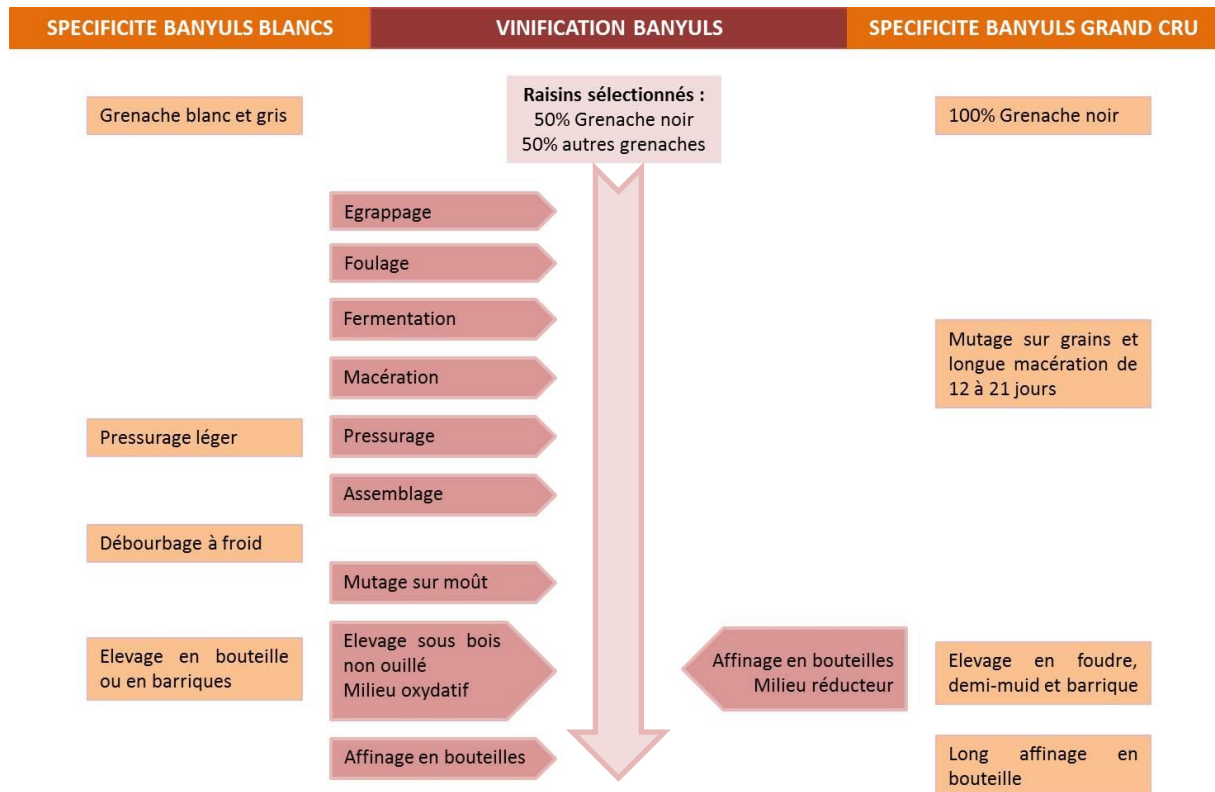 SPECIFICITE BANYULS BLANCS
VINIFICATION BANYULS
SPECIFICITE BANYULS GRAND CRU
Grenache blanc et gris
Raisins sélectionnés :
50% Grenache noir
50% autres grenaches
100% Grenache noir
Egrappage
Foulage
Fermentation
Mutage sur grains et
longue macération de
12 à 21 jours
Macération
Pressurage léger
Pressurage
Assemblage
Débourbage à froid
Mutage sur moût
Elevage en bouteille
ou en barriques
Elevage sous bois
non ouillé
Milieu oxydatif
Affinage en bouteilles
Milieu réducteur
Elevage en foudre,
demi-muid et barrique
Affinage en bouteilles
Long affinage en
bouteille